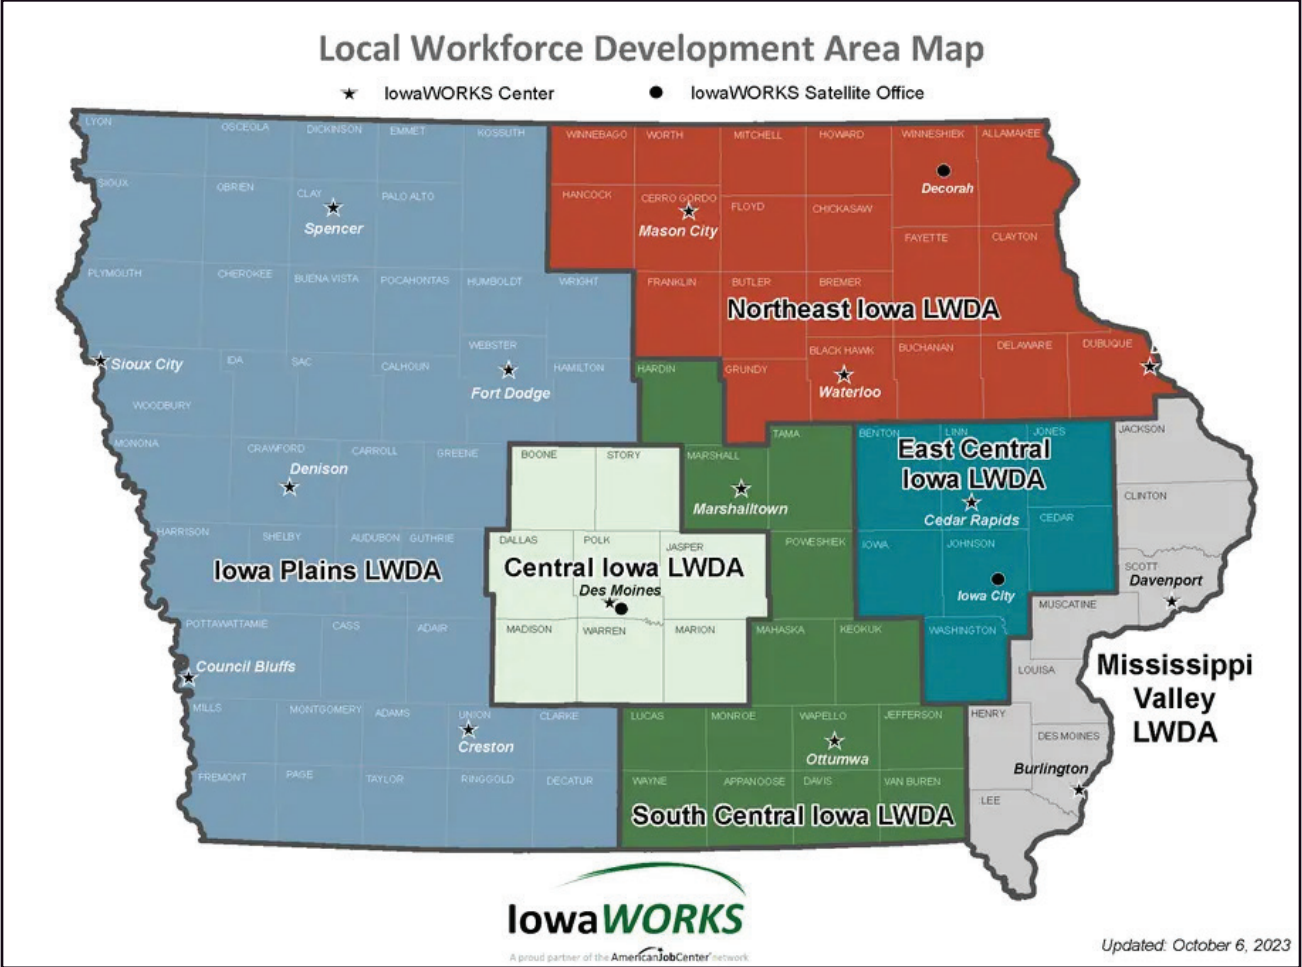 Local Workforce Development Area Map
IowaWORKS Center
IowaWORKS Satellite Office
LYON
OSCEOLA
DICKINSON
EMMET
KOSSUTH
WINNEBAGO
WORTH
MITCHELL
HOWARD
WINNESHIEK
ALLAMAKEE
SIOUX
OBRIEN
CLAY
PALO ALTO
HANCOCK
CERRO GORDO
FLOYD
CHICKASAW
Decorah
Spencer
Mason City
FAYETTE
CLAYTON
PLYMOUTH
CHEROKEE
BUENA VISTA
POCAHONTAS
HUMBOLDT
WRIGHT
FRANKLIN
BUTLER
BREMER
Northeast Iowa LWDA
Sioux City
IDA
SAC
CALHOUN
WEBSTER
HAMILTON
HARDIN
GRUNDY
BLACK HAWK
BUCHANAN
DELAWARE
DUBUQUE
Fort Dodge
Waterloo
WOODBURY
MONONA
CRAWFORD
CARROLL
GREENE
Denison
BOONE
STORY
MARSHALL
TAMA
BENTON
LINN
JONES
JACKSON
East Central
Iowa LWDA
Marshalltown
Cedar Rapids
CEDAR
CLINTON
HARRISON
SHELBY
AUDUBON
GUTHRIE
DALLAS
POLK
JASPER
POWESHIEK
IOWA
JOHNSON
SCOTT
Iowa Plains LWDA
Central Iowa LWDA
Des Moines
Iowa City
Davenport
POTTAWATTAMIE
CASS
ADAIR
MADISON
WARREN
MARION
MAHASKA
KEOKUK
WASHINGTON
MUSCATINE
LOUISA
Council Bluffs
Mississippi
Valley
LWDA
MILLS
MONTGOMERY
ADAMS
UNION
CLARKE
LUCAS
MONROE
WAPELLO
JEFFERSON
HENRY
DES MOINES
Creston
Ottumwa
Burlington
FREMONT
PAGE
TAYLOR
RINGGOLD
DECATUR
WAYNE
APPANOOSE
DAVIS
VAN BUREN
LEE
South Central Iowa LWDA
IowaWORKS
A proud partner of the AmericanJobCenter network
Updated: October 6, 2023